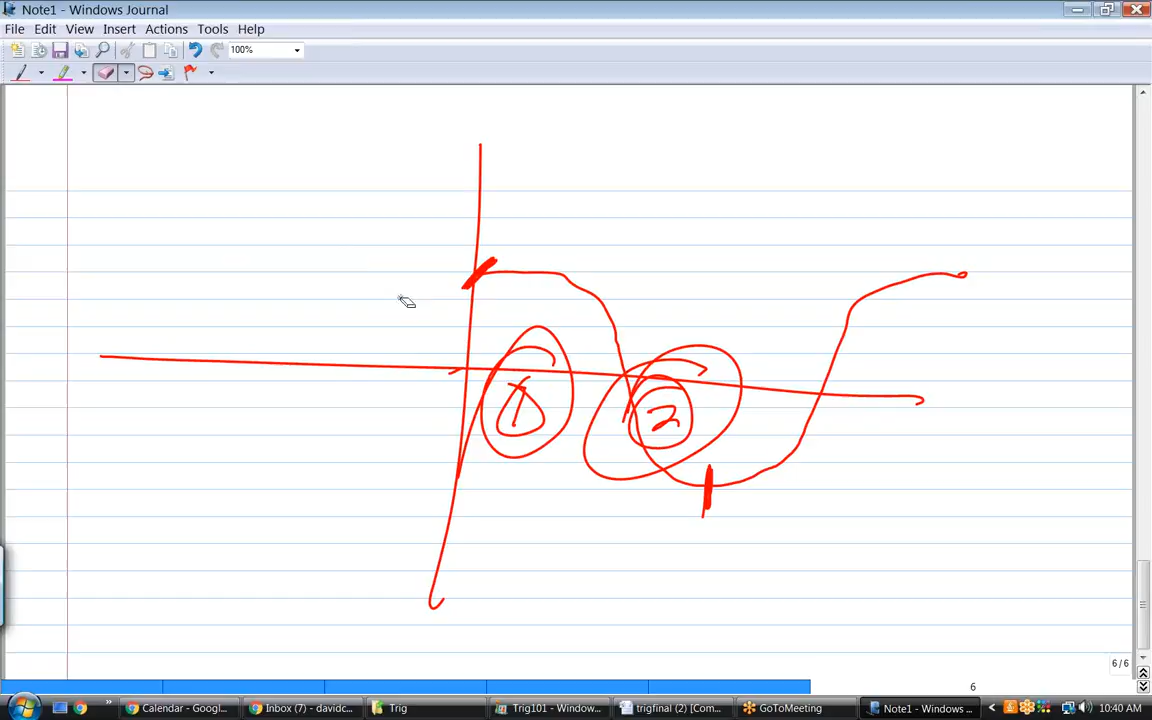 Note1 - Windows Journal
File Edit View Insert Actions Tools Help
100%
1 2
6/6
6
Calendar - Googl... Inbox (7) - davidc... Trig Trig101 - Window... trigfinal (2) [Com... GoToMeeting Note1 - Windows ... 10:40 AM